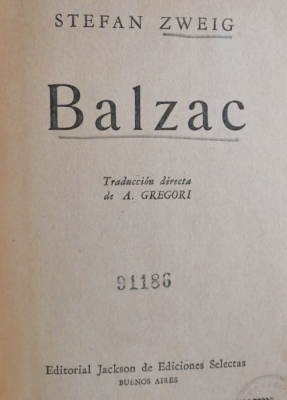 STEFAN ZWEIG
Balzac
Traducción directa
de A. GREGORI
91186
Editorial Jackson de Ediciones Selectas
BUENOS AIRES